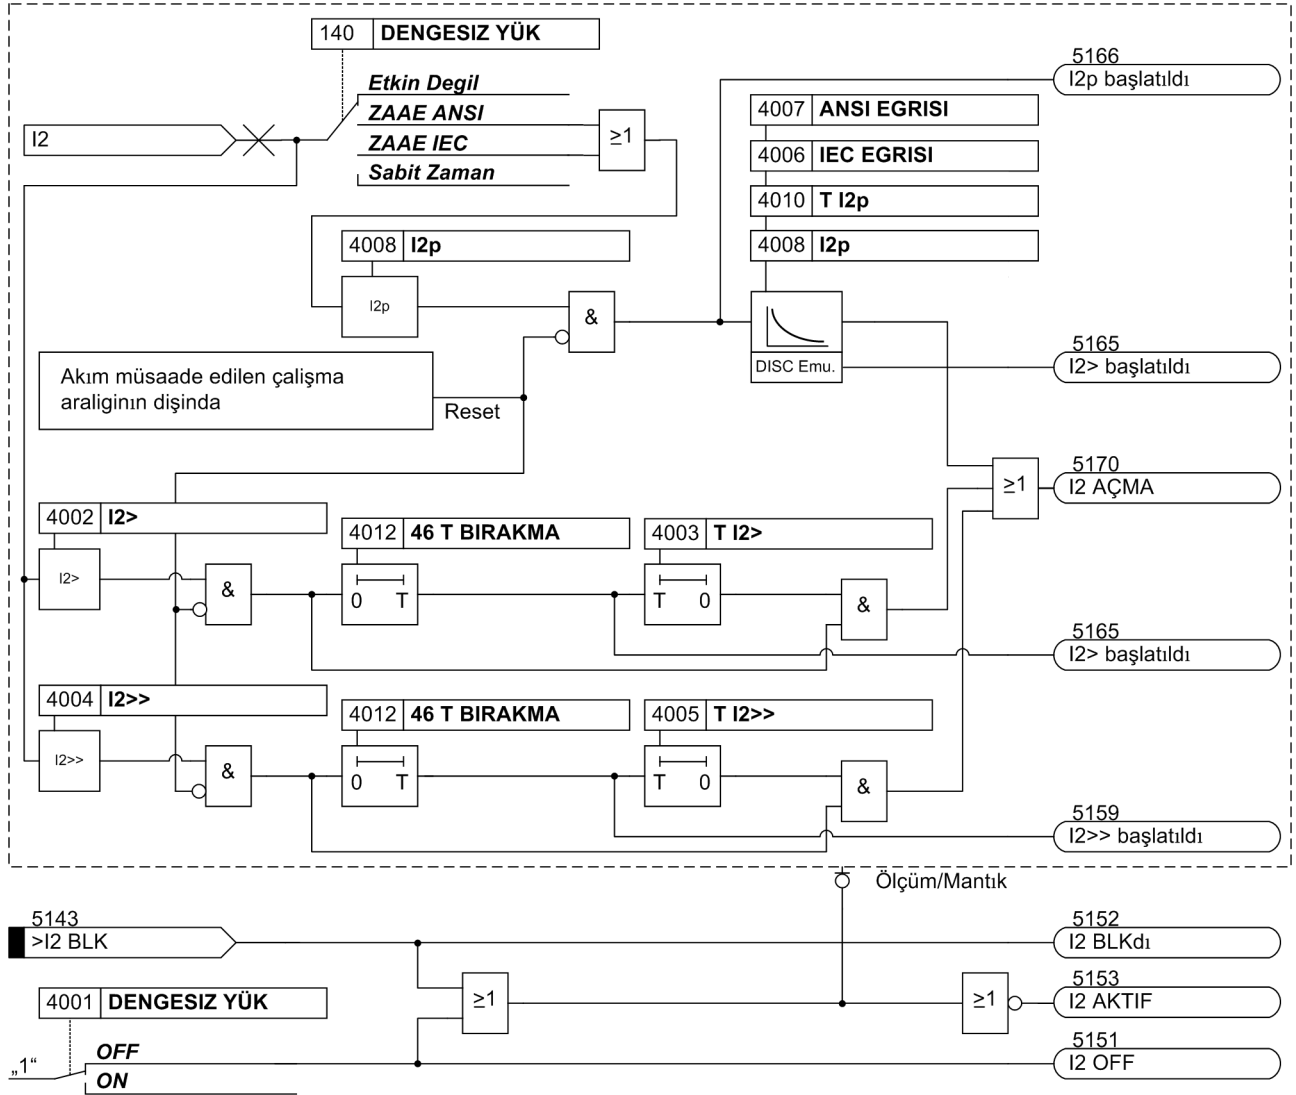 140 DENGESIZ YÜK
5166
I2p başlatıldı
Etkin Degil
ZAAE ANSI
ZAAE IEC
Sabit Zaman
I2
≥1
4007 ANSI EGRISI
4006 IEC EGRISI
4010 T I2p
4008 I2p
4008 I2p
I2p
&
DISC Emu.
5165
I2> başlatıldı
Akım müsaade edilen çalişma
araliginin dişinda
Reset
5170
I2 AÇMA
≥1
4002 I2>
4012 46 T BIRAKMA
4003 T I2>
I2>
&
0 T
T 0
&
5165
I2> başlatıldı
4004 I2>>
4012 46 T BIRAKMA
4005 T I2>>
I2>>
&
0 T
T 0
&
5159
I2>> başlatıldı
Ölçüm/Mantık
5143
>I2 BLK
5152
I2 BLKdı
4001 DENGESIZ YÜK
≥1
≥1
5153
I2 AKTIF
„1“
OFF
ON
5151
I2 OFF